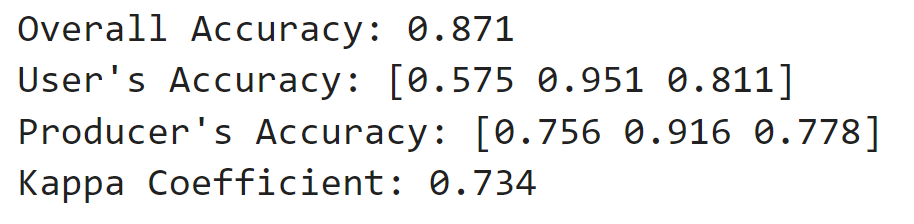 Overall Accuracy: 0.871
User's Accuracy: [0.575 0.951 0.811]
Producer's Accuracy: [0.756 0.916 0.778]
Kappa Coefficient: 0.734